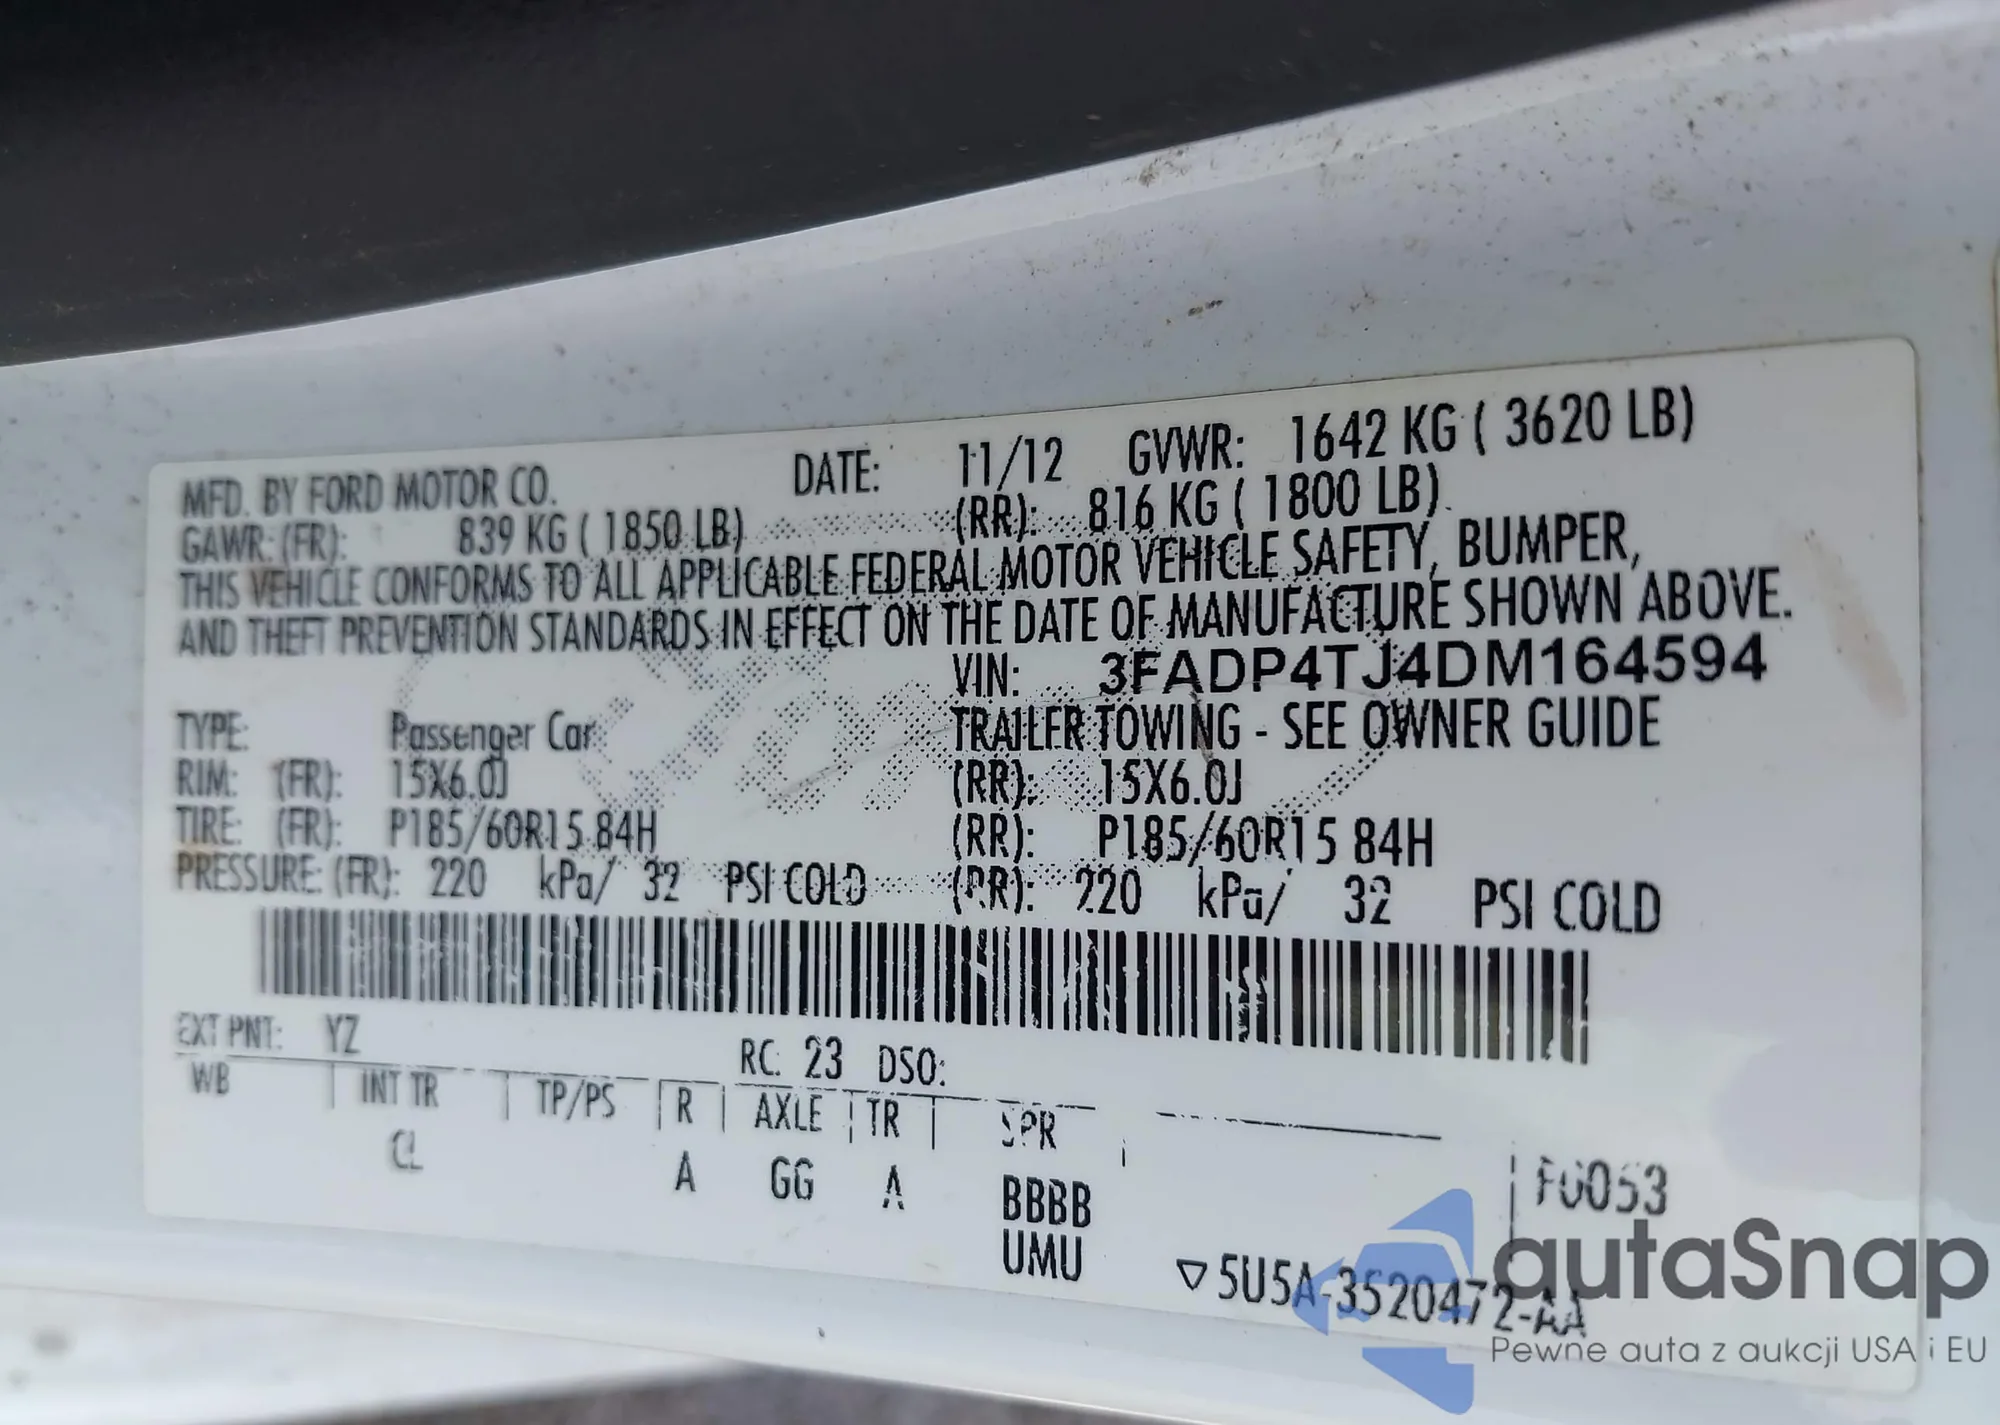 MFD. BY FORD MOTOR CO. DATE: 11/12 GVWR: 1642 KG ( 3620 LB)
GAWR: (FR): 839 KG ( 1850 LB) (RR): 816 KG ( 1800 LB)
THIS VEHICLE CONFORMS TO ALL APPLICABLE FEDERAL MOTOR VEHICLE SAFETY, BUMPER,
AND THEFT PREVENTION STANDARDS IN EFFECT ON THE DATE OF MANUFACTURE SHOWN ABOVE.
VIN: 3FADP4TJ4DM164594
TYPE: Passenger Car TRAILER TOWING - SEE OWNER GUIDE
RIM: (FR): 15X6.0J (RR): 15X6.0J
TIRE: (FR): P185/60R15 84H (RR): P185/60R15 84H
PRESSURE: (FR): 220 kPa/ 32 PSI COLD (RR): 220 kPa/ 32 PSI COLD
EXT PNT: YZ RC: 23 DSO:
WB INT TR TP/PS R AXLE TR SPR
CL A GG A BBBB F0053
UMU
▽5U5A-3520472-AA
autaSnap
Pewne auta z aukcji USA i EU